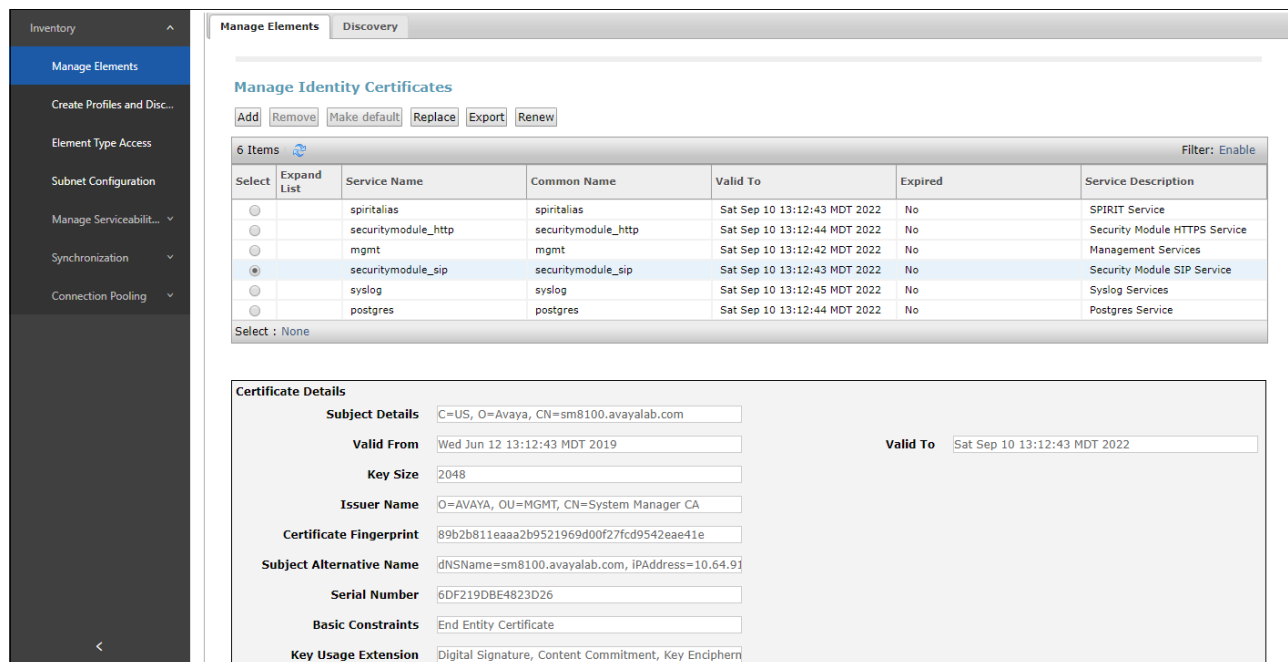 Inventory
Manage Elements
Create Profiles and Disc...
Element Type Access
Subnet Configuration
Manage Serviceabilit...
Synchronization
Connection Pooling
<
Manage Elements Discovery
Manage Identity Certificates
Add Remove Make default Replace Export Renew
6 Items Filter: Enable
Select Expand List Service Name Common Name Valid To Expired Service Description
spiritalias spiritalias Sat Sep 10 13:12:43 MDT 2022 No SPIRIT Service
securitymodule_http securitymodule_http Sat Sep 10 13:12:44 MDT 2022 No Security Module HTTPS Service
mgmt mgmt Sat Sep 10 13:12:42 MDT 2022 No Management Services
securitymodule_sip securitymodule_sip Sat Sep 10 13:12:43 MDT 2022 No Security Module SIP Service
syslog syslog Sat Sep 10 13:12:45 MDT 2022 No Syslog Services
postgres postgres Sat Sep 10 13:12:44 MDT 2022 No Postgres Service
Select : None
Certificate Details
Subject Details C=US, O=Avaya, CN=sm8100.avayalab.com
Valid From Wed Jun 12 13:12:43 MDT 2019 Valid To Sat Sep 10 13:12:43 MDT 2022
Key Size 2048
Issuer Name O=AVAYA, OU=MGMT, CN=System Manager CA
Certificate Fingerprint 89b2b811eaaa2b9521969d00f27fcd9542eae41e
Subject Alternative Name dNSName=sm8100.avayalab.com, iPAddress=10.64.91
Serial Number 6DF219DBE4823D26
Basic Constraints End Entity Certificate
Key Usage Extension Digital Signature, Content Commitment, Key Enciphern